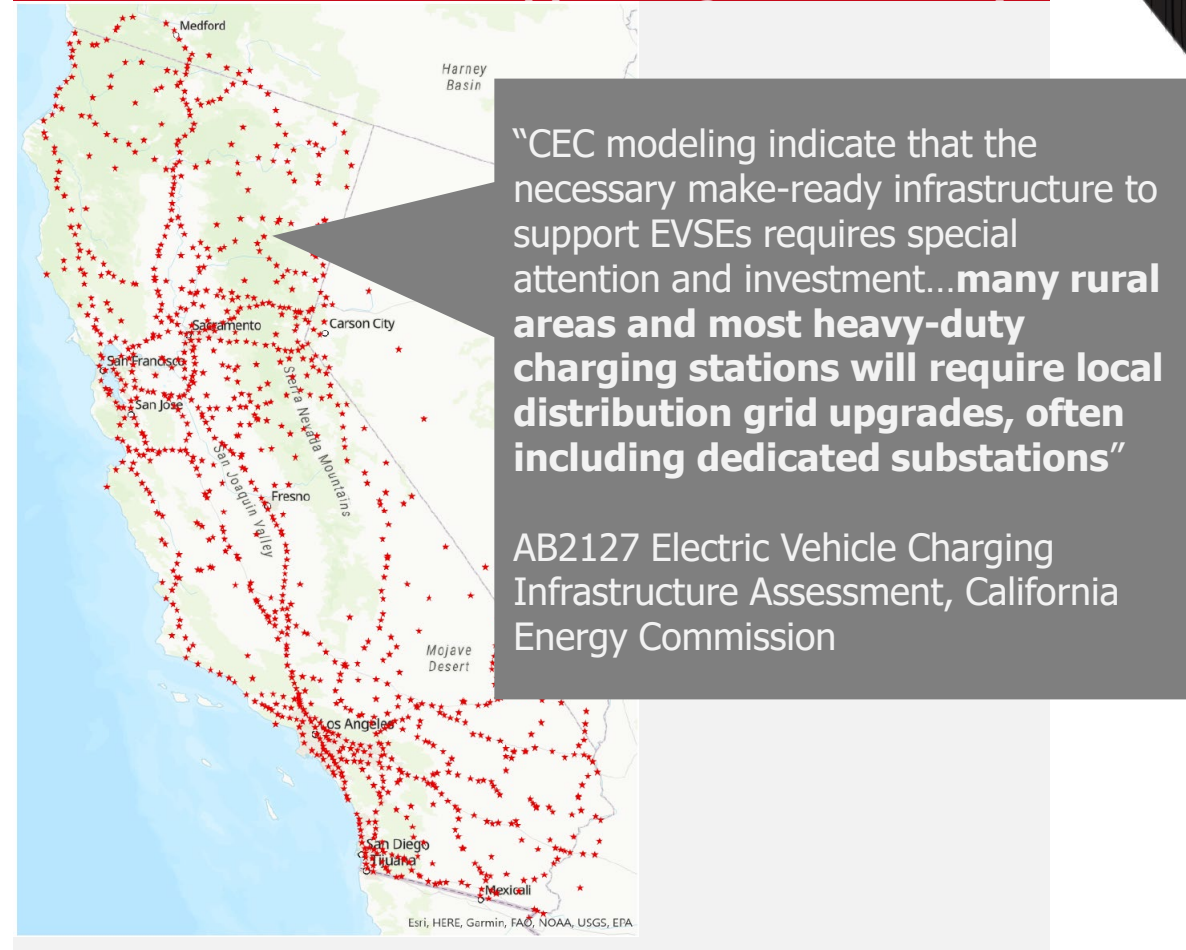 Medford
Harney
Basin
"CEC modeling indicate that the
necessary make-ready infrastructure to
support EVSEs requires special
attention and investment…many rural
areas and most heavy-duty
charging stations will require local
distribution grid upgrades, often
including dedicated substations"
AB2127 Electric Vehicle Charging
Infrastructure Assessment, California
Energy Commission
Sacramento
Carson City
San Francisco
San Jose
Sierra Nevada Mountains
San Joaquin Valley
Fresno
Mojave
Desert
Los Angeles
San Diego
Tijuana
Mexicali
Esri, HERE, Garmin, FAO, NOAA, USGS, EPA